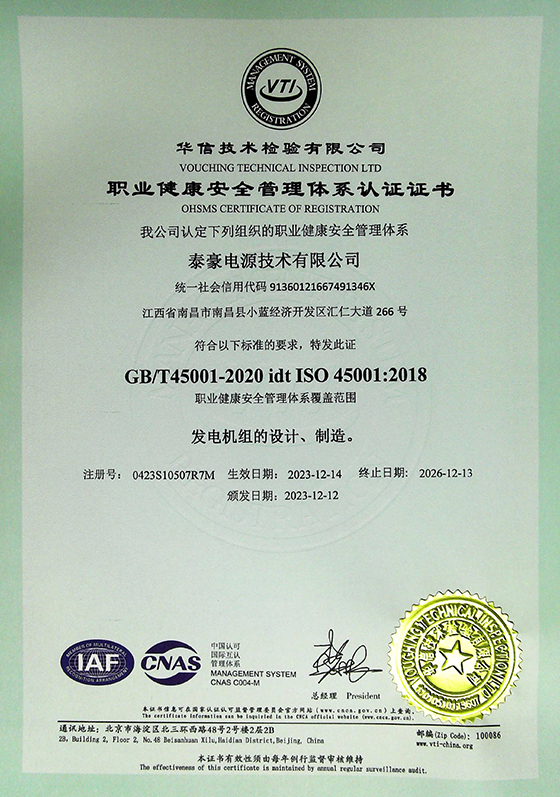 MANAGEMENT SYSTEM
VTI
REGISTRATION
华信技术检验有限公司
VOUCHING TECHNICAL INSPECTION LTD
职业健康安全管理体系认证证书
OHSMS CERTIFICATE OF REGISTRATION
我公司认定下列组织的职业健康安全管理体系
泰豪电源技术有限公司
统一社会信用代码 91360121667491346X
江西省南昌市南昌县小蓝经济开发区汇仁大道 266 号
符合以下标准的要求，特发此证
GB/T45001-2020 idt ISO 45001:2018
职业健康安全管理体系覆盖范围
发电机组的设计、制造。
注册号： 0423S10507R7M 生效日期： 2023-12-14 终止日期： 2026-12-13
颁发日期： 2023-12-12
MEMBER OF MULTILATERAL
IAF
RECOGNITION ARRANGEMENT
CNAS
中国认可
国际互认
管理体系
MANAGEMENT SYSTEM
CNAS C004-M
总经理 President
VOUCHING TECHNICAL INSPECTION LTD
本证书信息可在国家认证认可监督管理委员会官方网站 (www.cnca.gov.cn) 上查询。
The certificate information can be inquired in the CNCA official website (www.cnca.gov.cn).
通讯地址：北京市海淀区北三环西路48号2号楼2层2B
2B, Building 2, Floor 2, No.48 Beisanhuan Xilu,Haidian District,Beijing, China
邮编(Zip Code): 100086
www.vti-china.org
本证书有效性须由每年例行监督审核维持
The effectiveness of this certificate is maintained by annual regular surveillance audit.